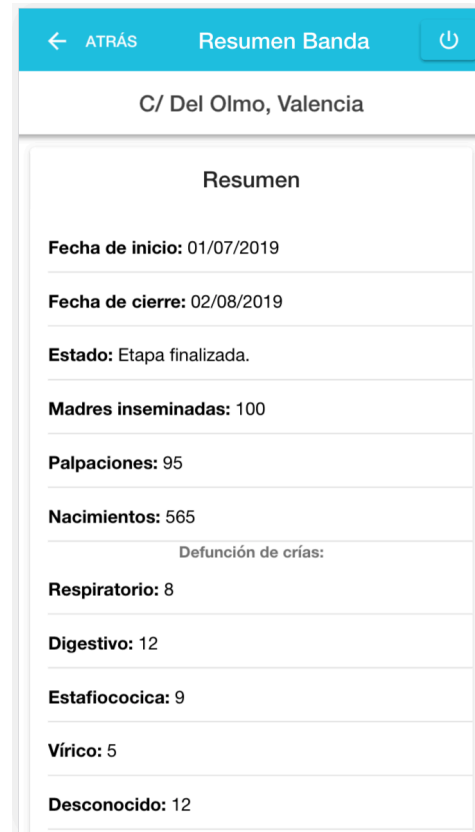 ← ATRÁS Resumen Banda
C/ Del Olmo, Valencia
Resumen
Fecha de inicio: 01/07/2019
Fecha de cierre: 02/08/2019
Estado: Etapa finalizada.
Madres inseminadas: 100
Palpaciones: 95
Nacimientos: 565
Defunción de crías:
Respiratorio: 8
Digestivo: 12
Estafiococica: 9
Vírico: 5
Desconocido: 12